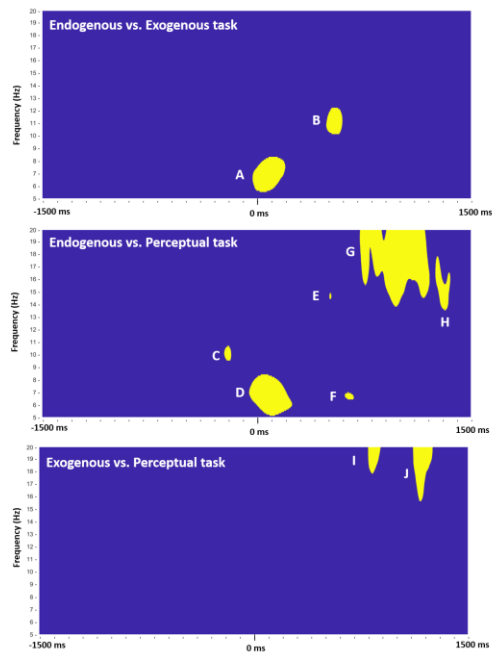 Endogenous vs. Exogenous task
Frequency (Hz)
20
19
18
17
16
15
14
13
12
11
10
9
8
7
6
5
A
B
-1500 ms
0 ms
1500 ms
Endogenous vs. Perceptual task
Frequency (Hz)
20
19
18
17
16
15
14
13
12
11
10
9
8
7
6
5
G
E
H
C
D
F
-1500 ms
0 ms
1500 ms
Exogenous vs. Perceptual task
Frequency (Hz)
20
19
18
17
16
15
14
13
12
11
10
9
8
7
6
5
I
J
-1500 ms
0 ms
1500 ms